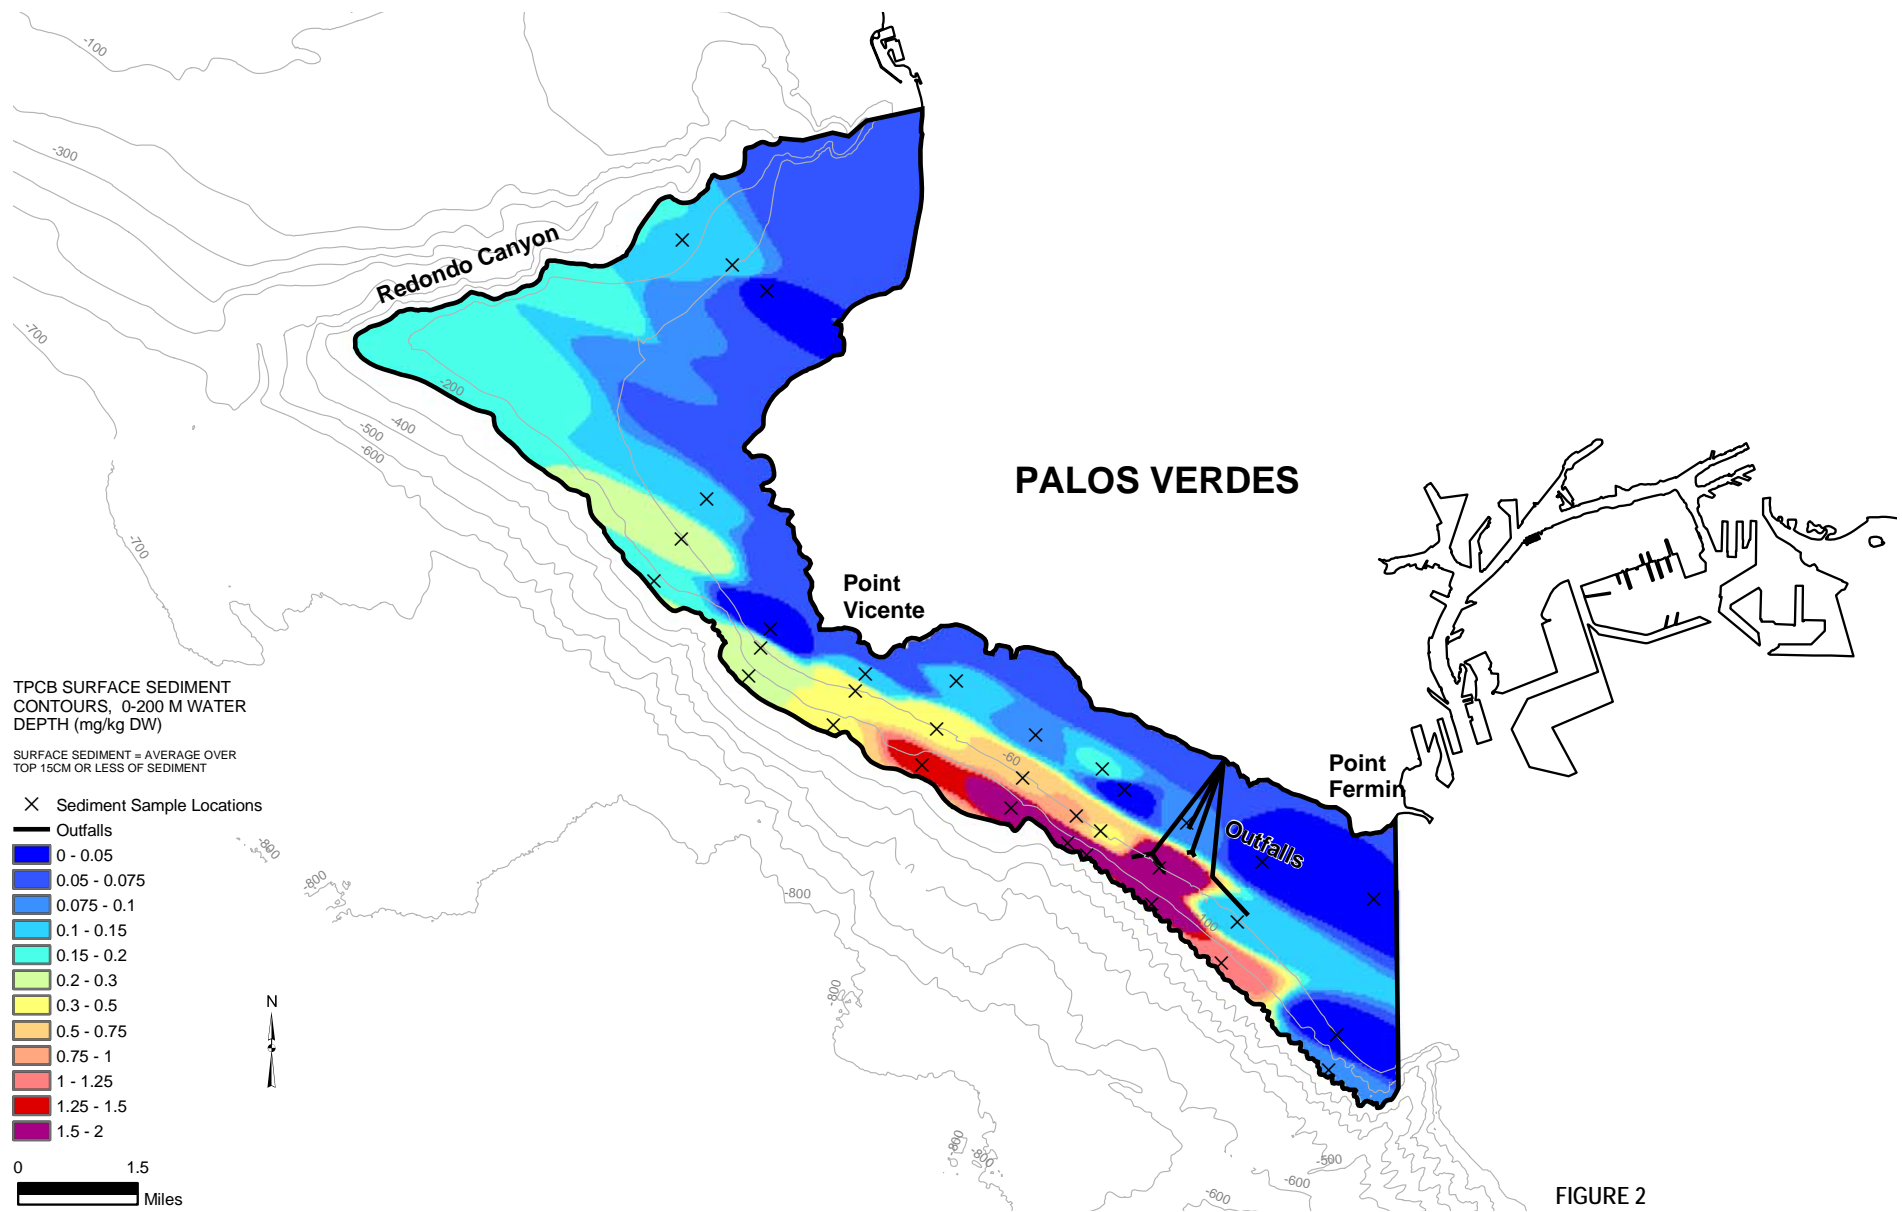 -100
-300
Redondo Canyon
-700
-200
-400
-500
-600
-700
PALOS VERDES
Point
Vicente
-60
Point
Fermin
Outfalls
-100
-800
-800
-800
-800
-800
-800
-500
-600
-600
TPCB SURFACE SEDIMENT
CONTOURS, 0-200 M WATER
DEPTH (mg/kg DW)
SURFACE SEDIMENT = AVERAGE OVER
TOP 15CM OR LESS OF SEDIMENT
Sediment Sample Locations
Outfalls
0 - 0.05
0.05 - 0.075
0.075 - 0.1
0.1 - 0.15
0.15 - 0.2
0.2 - 0.3
0.3 - 0.5
0.5 - 0.75
0.75 - 1
1 - 1.25
1.25 - 1.5
1.5 - 2
N
0 1.5
Miles
FIGURE 2